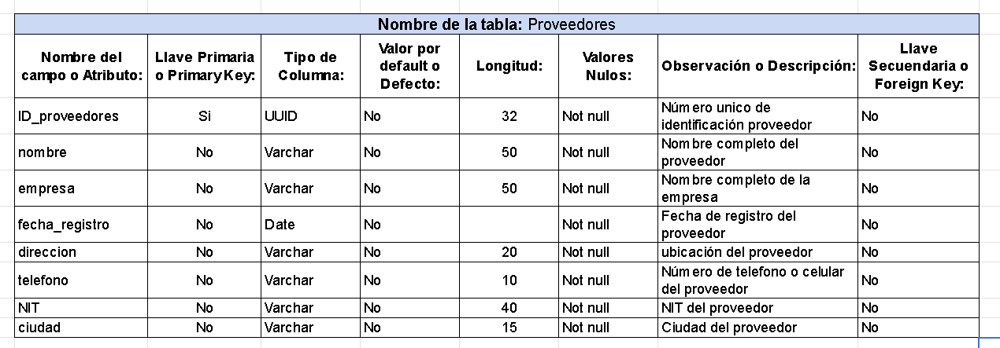 Nombre de la tabla: Proveedores
Nombre del campo o Atributo: Llave Primaria o Primary Key: Tipo de Columna: Valor por default o Defecto: Longitud: Valores Nulos: Observación o Descripción: Llave Secuendaria o Foreign Key:
ID_proveedores Si UUID No 32 Not null Número unico de identificación proveedor No
nombre No Varchar No 50 Not null Nombre completo del proveedor No
empresa No Varchar No 50 Not null Nombre completo de la empresa No
fecha_registro No Date No Not null Fecha de registro del proveedor No
direccion No Varchar No 20 Not null ubicación del proveedor No
telefono No Varchar No 10 Not null Número de telefono o celular del proveedor No
NIT No Varchar No 40 Not null NIT del proveedor No
ciudad No Varchar No 15 Not null Ciudad del proveedor No